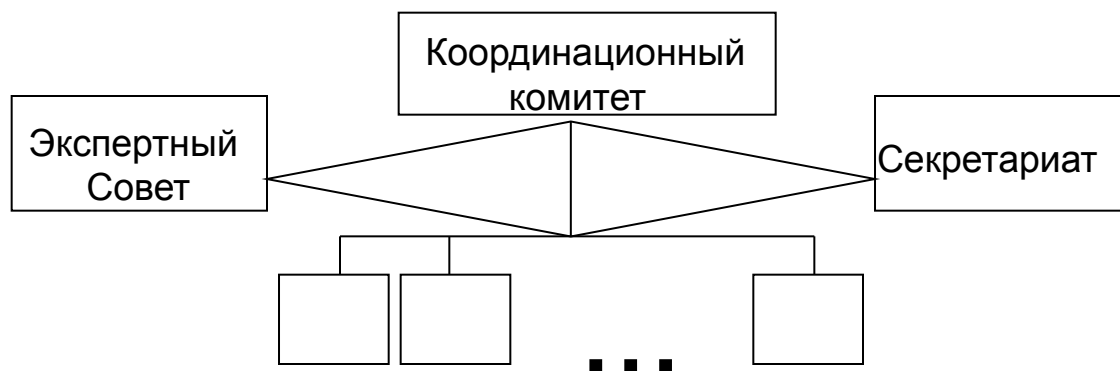 Координационный
комитет
Экспертный
Совет
Секретариат
...